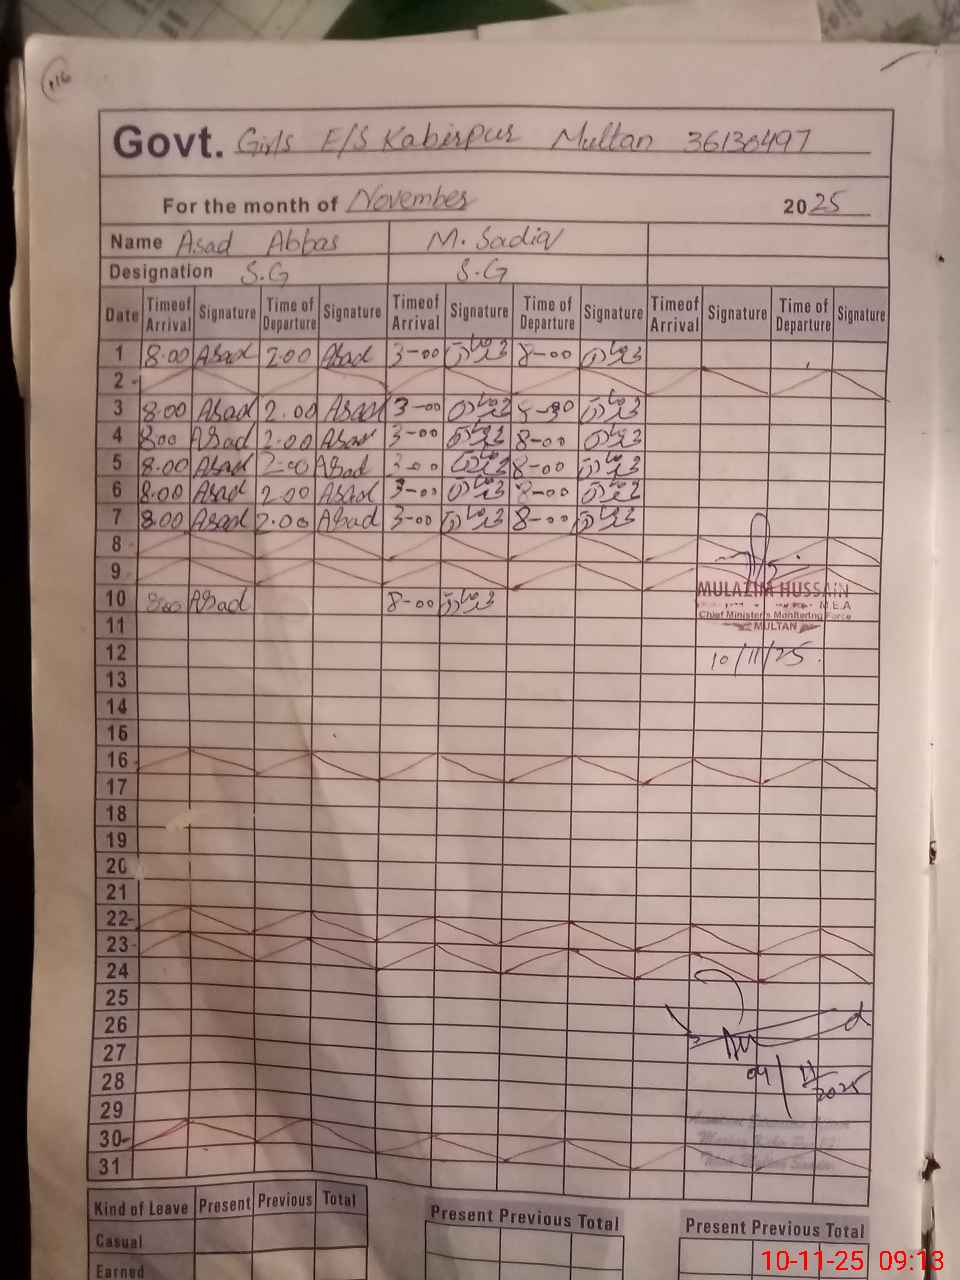 116
Govt. Girls E/S Kabirpur Multan 36130497
For the month of November 2025
Name Asad Abbas M. Sadiq
Designation S.G S.G
Date Timeof Arrival Signature Time of Departure Signature Timeof Arrival Signature Time of Departure Signature Timeof Arrival Signature Time of Departure Signature
1 8.00 Asad 2.00 Asad 3-00 8-00
2
3 8.00 Asad 2.00 Asad 3-00
4 800 Asad 2.00 Asad 3-00 8-00
5 8.00 Asad 2.00 Asad 3-00 8-00
6 8.00 Asad 2.00 Asad 3-00 8-00
7 8.00 Asad 2.00 Asad 3-00 8-00
8
9
10 8.00 Asad 8-00
MULAZIM HUSSAIN
M.E.A
Chief Minister's Monitoring Force
MULTAN
11
12 10/11/25
13
14
15
16
17
18
19
20
21
22
23
24
25
26
27
28 04/11/2025
29
30
31
Kind of Leave Present Previous Total Present Previous Total Present Previous Total
Casual
Earned
10-11-25 09:13